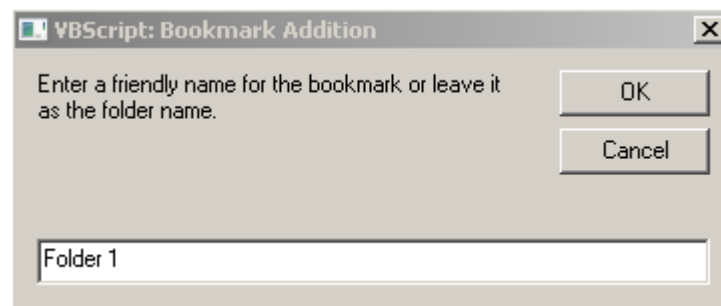 VBScript: Bookmark Addition
Enter a friendly name for the bookmark or leave it
as the folder name.
OK
Cancel
Folder 1